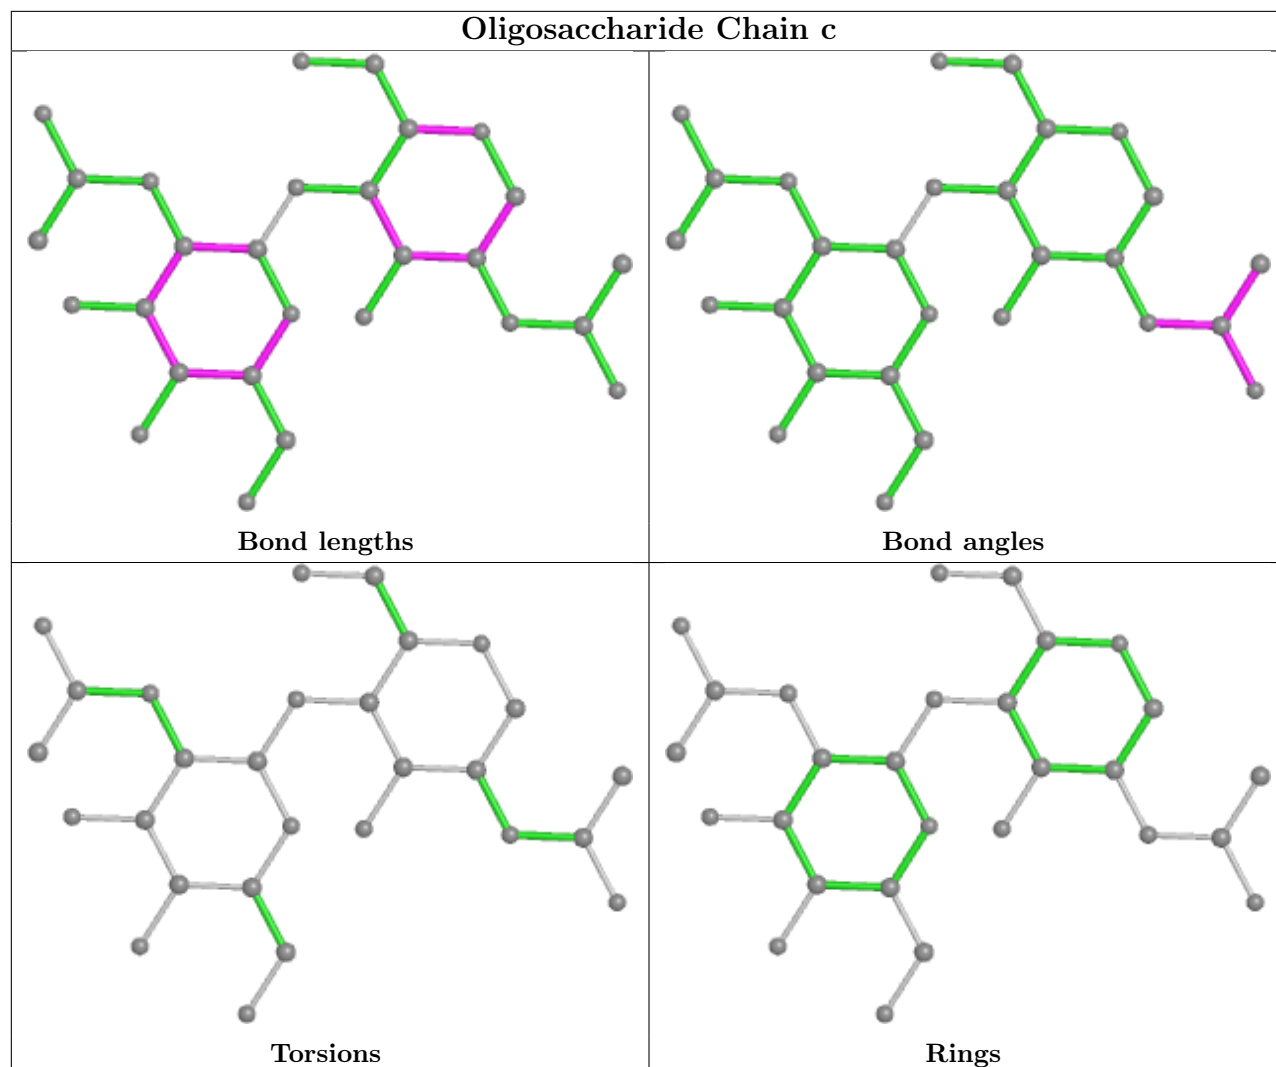 Oligosaccharide Chain c
Bond lengths
Bond angles
Torsions
Rings